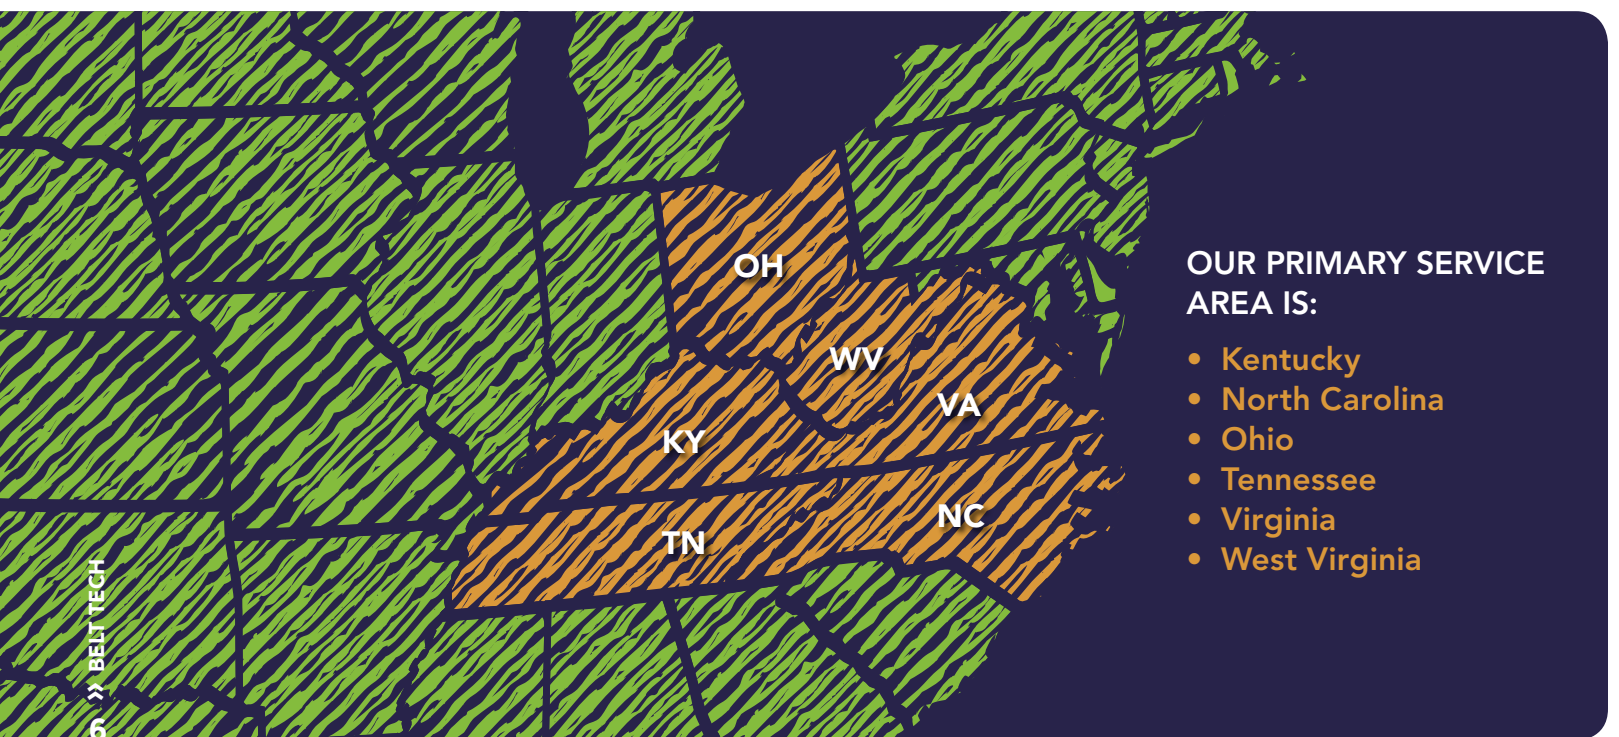 OH
WV
VA
KY
NC
TN
OUR PRIMARY SERVICE
AREA IS:
• Kentucky
• North Carolina
• Ohio
• Tennessee
• Virginia
• West Virginia
6 » BELT TECH